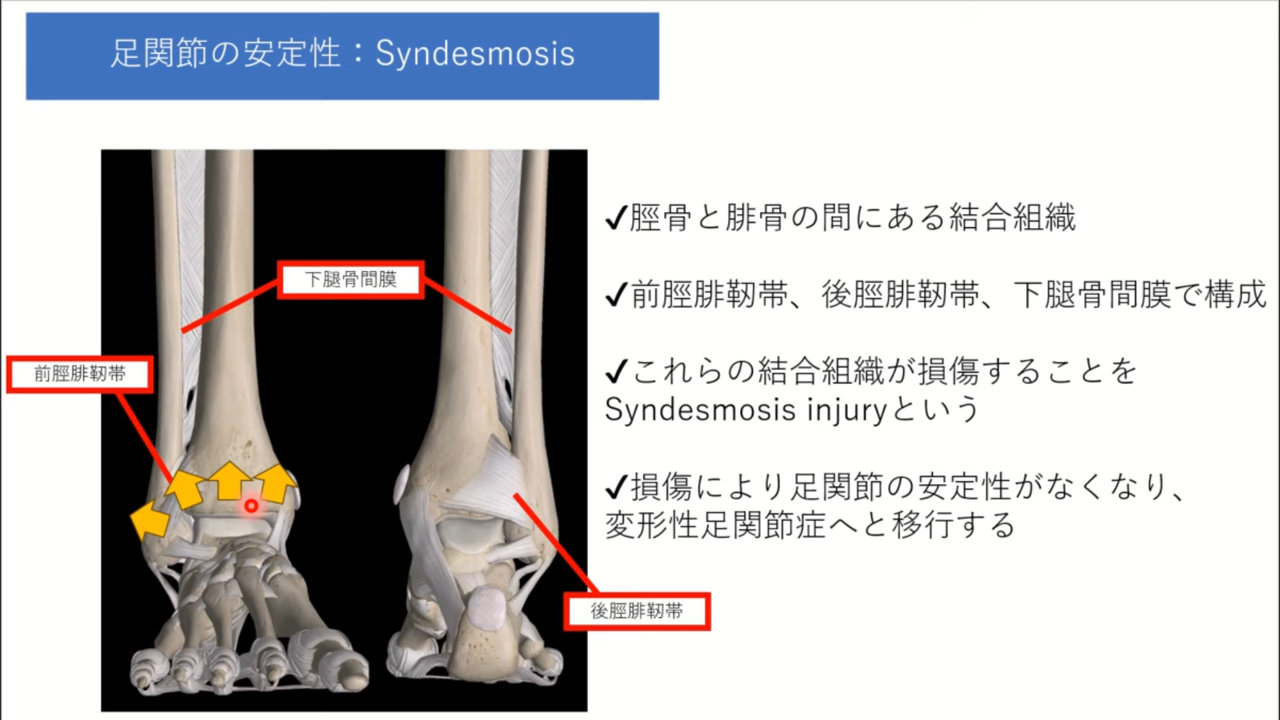 足関節の安定性：Syndesmosis
下腿骨間膜
前脛腓靭帯
後脛腓靭帯
✓脛骨と腓骨の間にある結合組織
✓前脛腓靭帯、後脛腓靭帯、下腿骨間膜で構成
✓これらの結合組織が損傷することを
Syndesmosis injuryという
✓損傷により足関節の安定性がなくなり、
変形性足関節症へと移行する